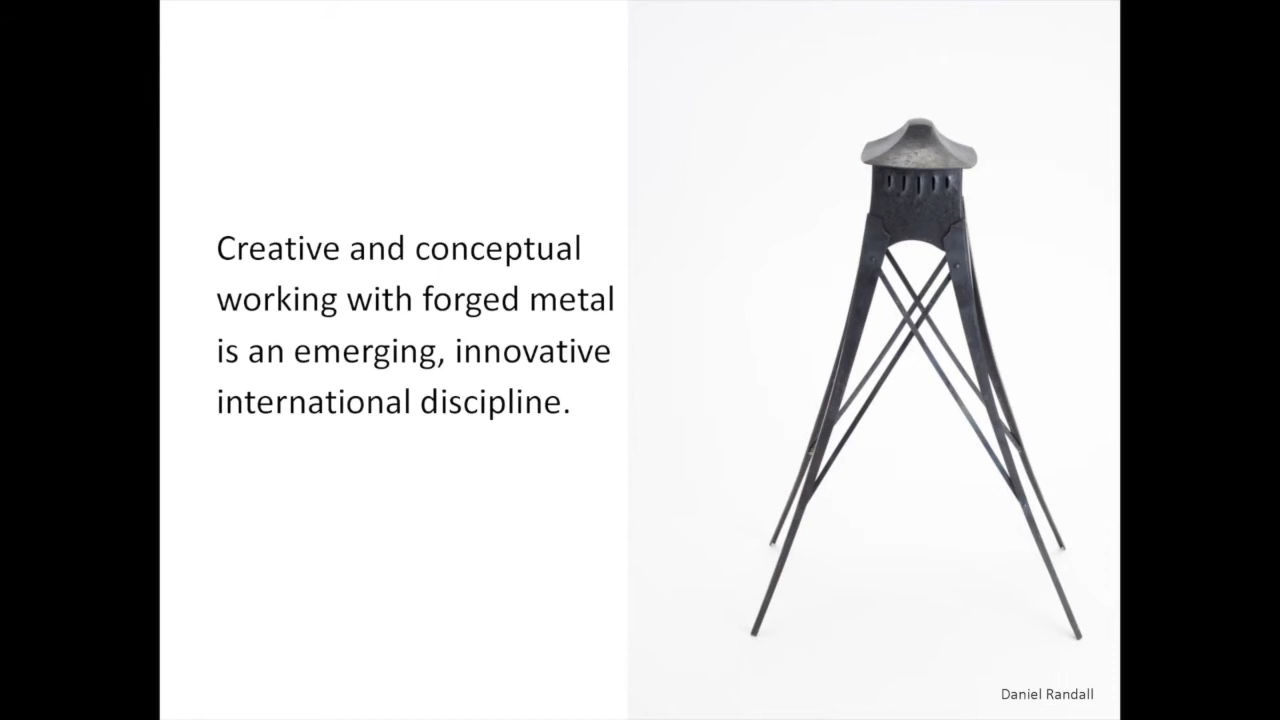 Creative and conceptual
working with forged metal
is an emerging, innovative
international discipline.
Daniel Randall